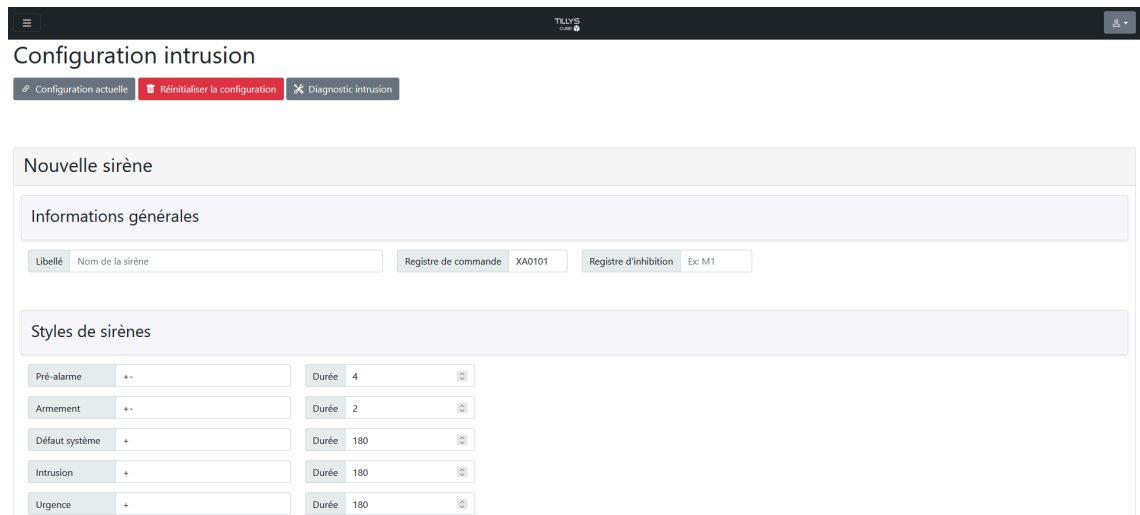 TILLYS
CUBE
Configuration intrusion
Configuration actuelle Réinitialiser la configuration Diagnostic intrusion
Nouvelle sirène
Informations générales
Libellé Nom de la sirène Registre de commande XA0101 Registre d'inhibition Ex: M1
Styles de sirènes
Pré-alarme +- Durée 4
Armement +- Durée 2
Défaut système + Durée 180
Intrusion + Durée 180
Urgence + Durée 180